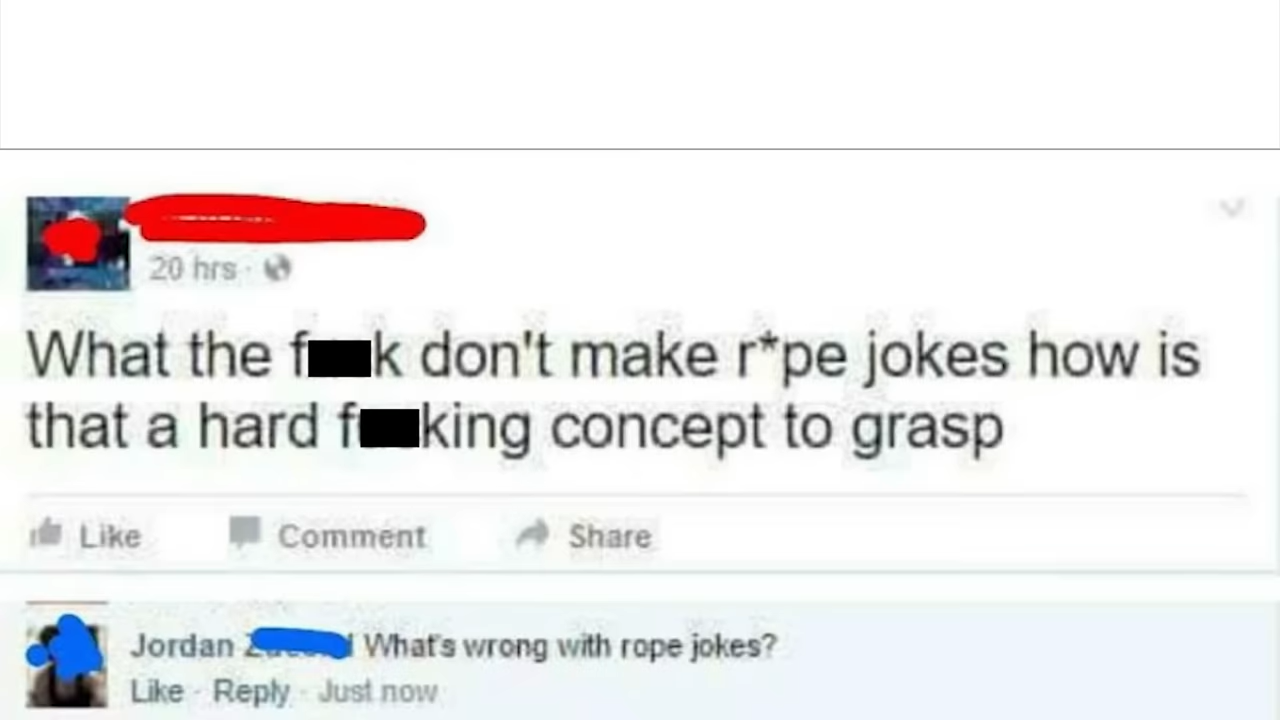 20 hrs ·
What the f k don't make r*pe jokes how is
that a hard f king concept to grasp
Like Comment Share
Jordan What's wrong with rope jokes?
Like · Reply · Just now